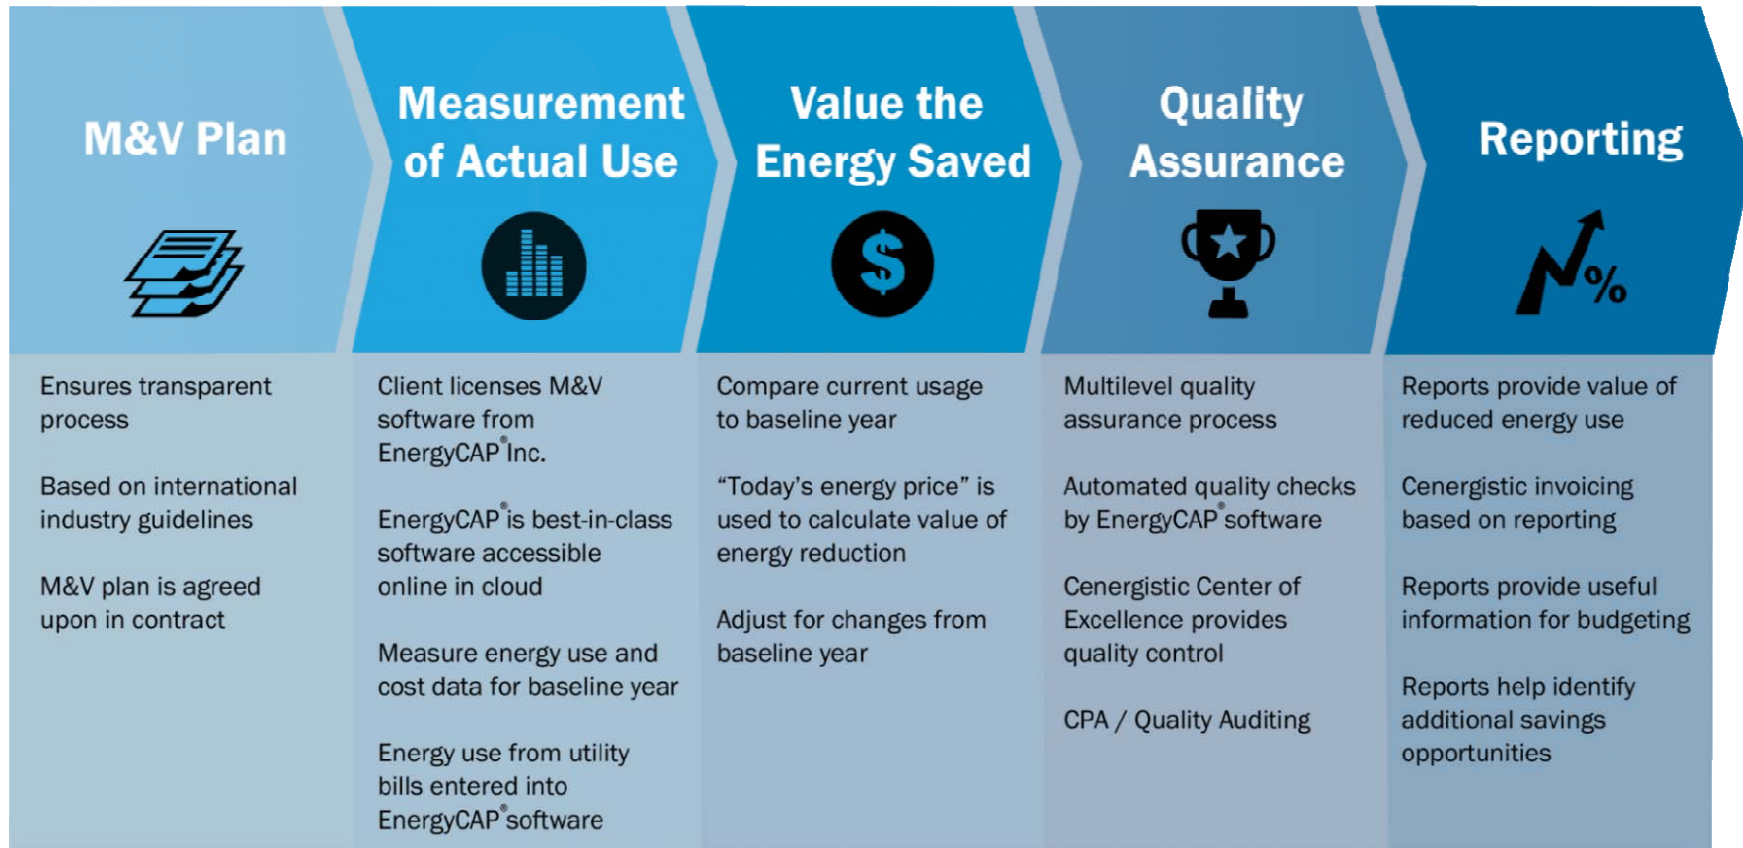 M&V Plan
Ensures transparent
process
Based on international
industry guidelines
M&V plan is agreed
upon in contract
Measurement
of Actual Use
Client licenses M&V
software from
EnergyCAP® Inc.
EnergyCAP® is best-in-class
software accessible
online in cloud
Measure energy use and
cost data for baseline year
Energy use from utility
bills entered into
EnergyCAP® software
Value the
Energy Saved
$
Compare current usage
to baseline year
“Today’s energy price” is
used to calculate value of
energy reduction
Adjust for changes from
baseline year
Quality
Assurance
Multilevel quality
assurance process
Automated quality checks
by EnergyCAP® software
Cenergistic Center of
Excellence provides
quality control
CPA / Quality Auditing
Reporting
%
Reports provide value of
reduced energy use
Cenergistic invoicing
based on reporting
Reports provide useful
information for budgeting
Reports help identify
additional savings
opportunities